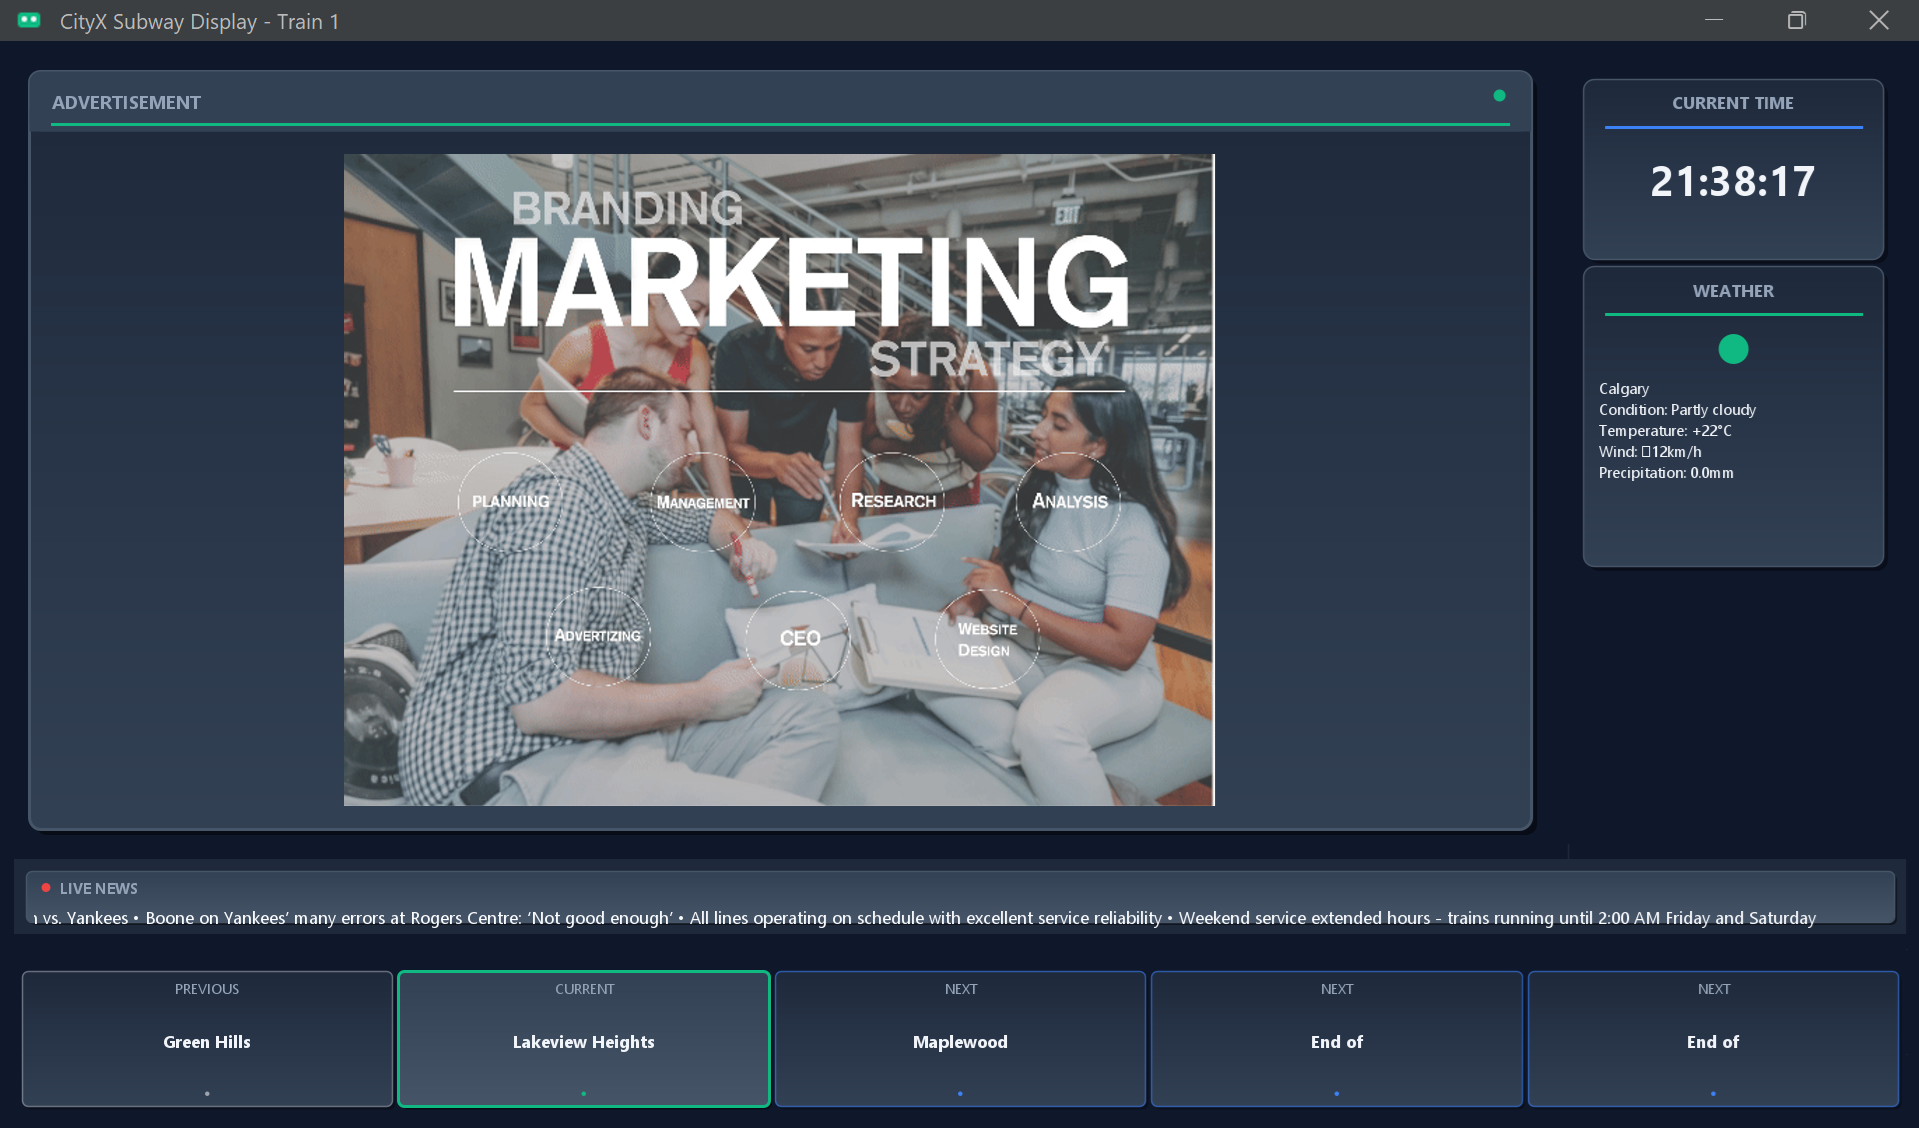 CityX Subway Display - Train 1
ADVERTISEMENT
BRANDING
MARKETING
STRATEGY
EXIT
PLANNING
MANAGEMENT
RESEARCH
ANALYSIS
ADVERTIZING
CEO
WEBSITE
DESIGN
CURRENT TIME
21:38:17
WEATHER
Calgary
Condition: Partly cloudy
Temperature: +22°C
Wind: 12km/h
Precipitation: 0.0mm
LIVE NEWS
vs. Yankees • Boone on Yankees’ many errors at Rogers Centre: ‘Not good enough’ • All lines operating on schedule with excellent service reliability • Weekend service extended hours - trains running until 2:00 AM Friday and Saturday
PREVIOUS
Green Hills
CURRENT
Lakeview Heights
NEXT
Maplewood
NEXT
End of
NEXT
End of